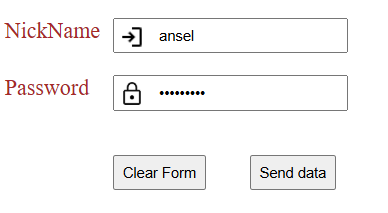 NickName ansel
Password •••••••••
Clear Form Send data